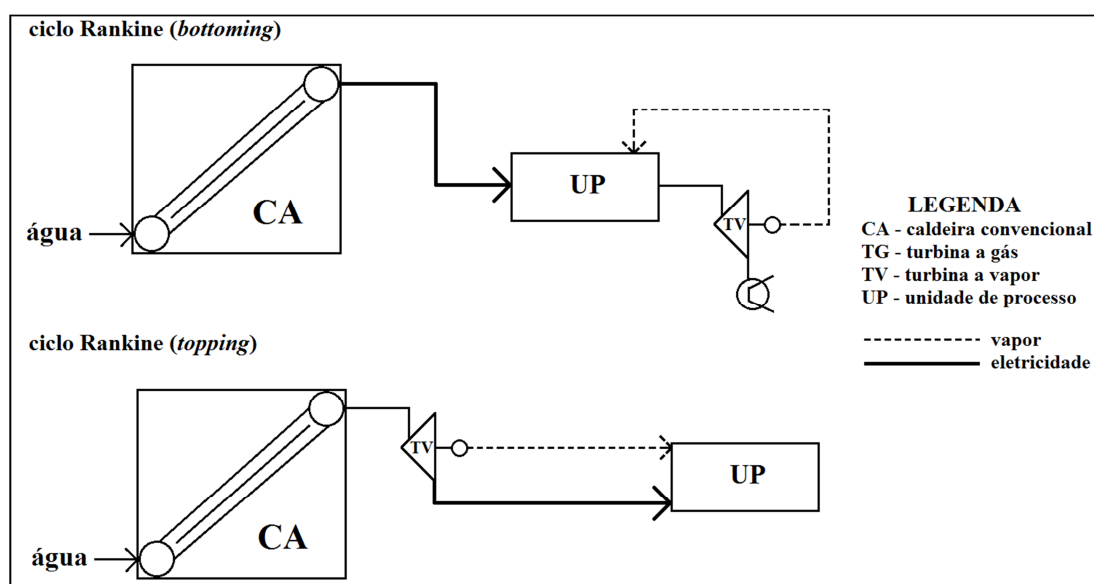 ciclo Rankine (bottoming)
CA
água
UP
TV
LEGENDA
CA - caldeira convencional
TG - turbina a gás
TV - turbina a vapor
UP - unidade de processo
vapor
eletricidade
ciclo Rankine (topping)
TV
UP
CA
água